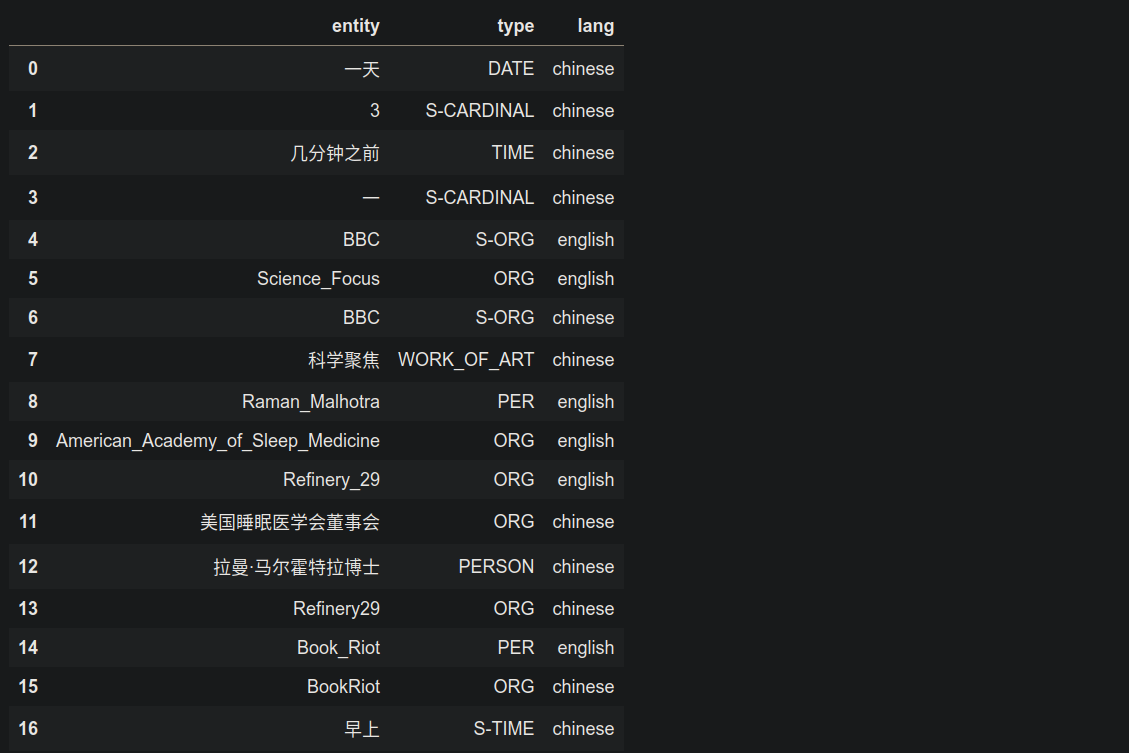 entity type lang
0 一天 DATE chinese
1 3 S-CARDINAL chinese
2 几分钟之前 TIME chinese
3 一 S-CARDINAL chinese
4 BBC S-ORG english
5 Science_Focus ORG english
6 BBC S-ORG chinese
7 科学聚焦 WORK_OF_ART chinese
8 Raman_Malhotra PER english
9 American_Academy_of_Sleep_Medicine ORG english
10 Refinery_29 ORG english
11 美国睡眠医学会董事会 ORG chinese
12 拉曼·马尔霍特拉博士 PERSON chinese
13 Refinery29 ORG chinese
14 Book_Riot PER english
15 BookRiot ORG chinese
16 早上 S-TIME chinese